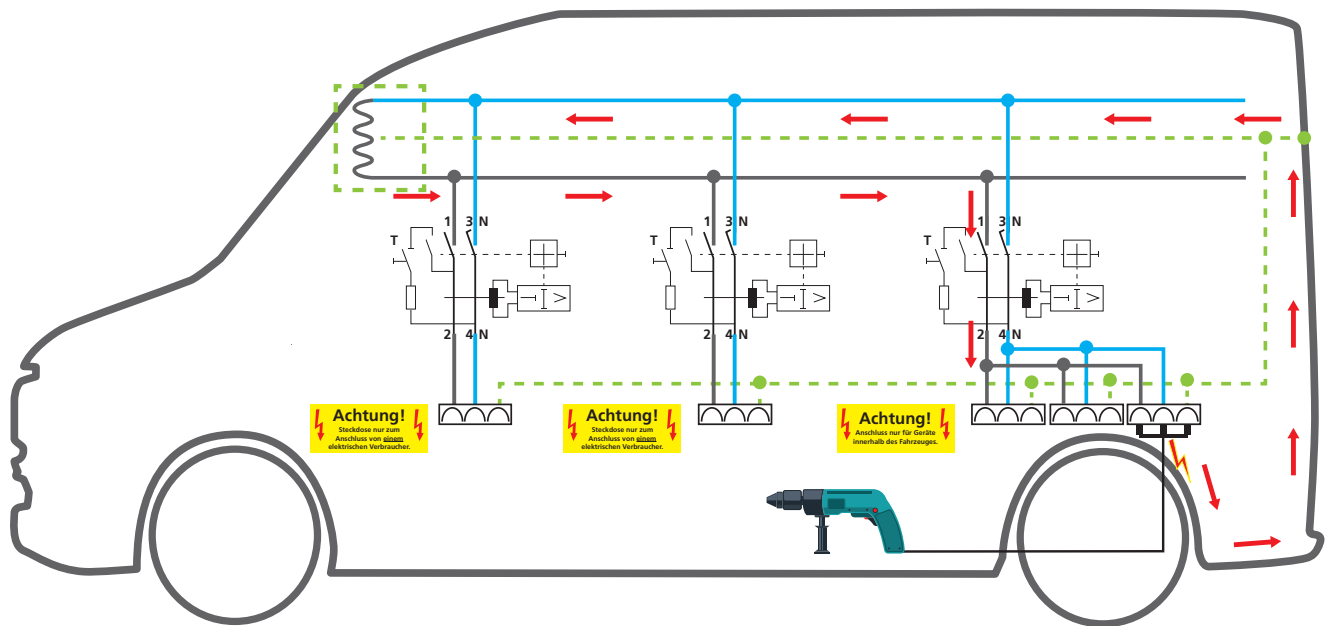 1 3 N
T
2 4 N
1 3 N
T
2 4 N
1 3 N
T
2 4 N
Achtung!
Steckdose nur zum
Anschluss von einem
elektrischen Verbraucher.
Achtung!
Steckdose nur zum
Anschluss von einem
elektrischen Verbraucher.
Achtung!
Anschluss nur für Geräte
innerhalb des Fahrzeuges.